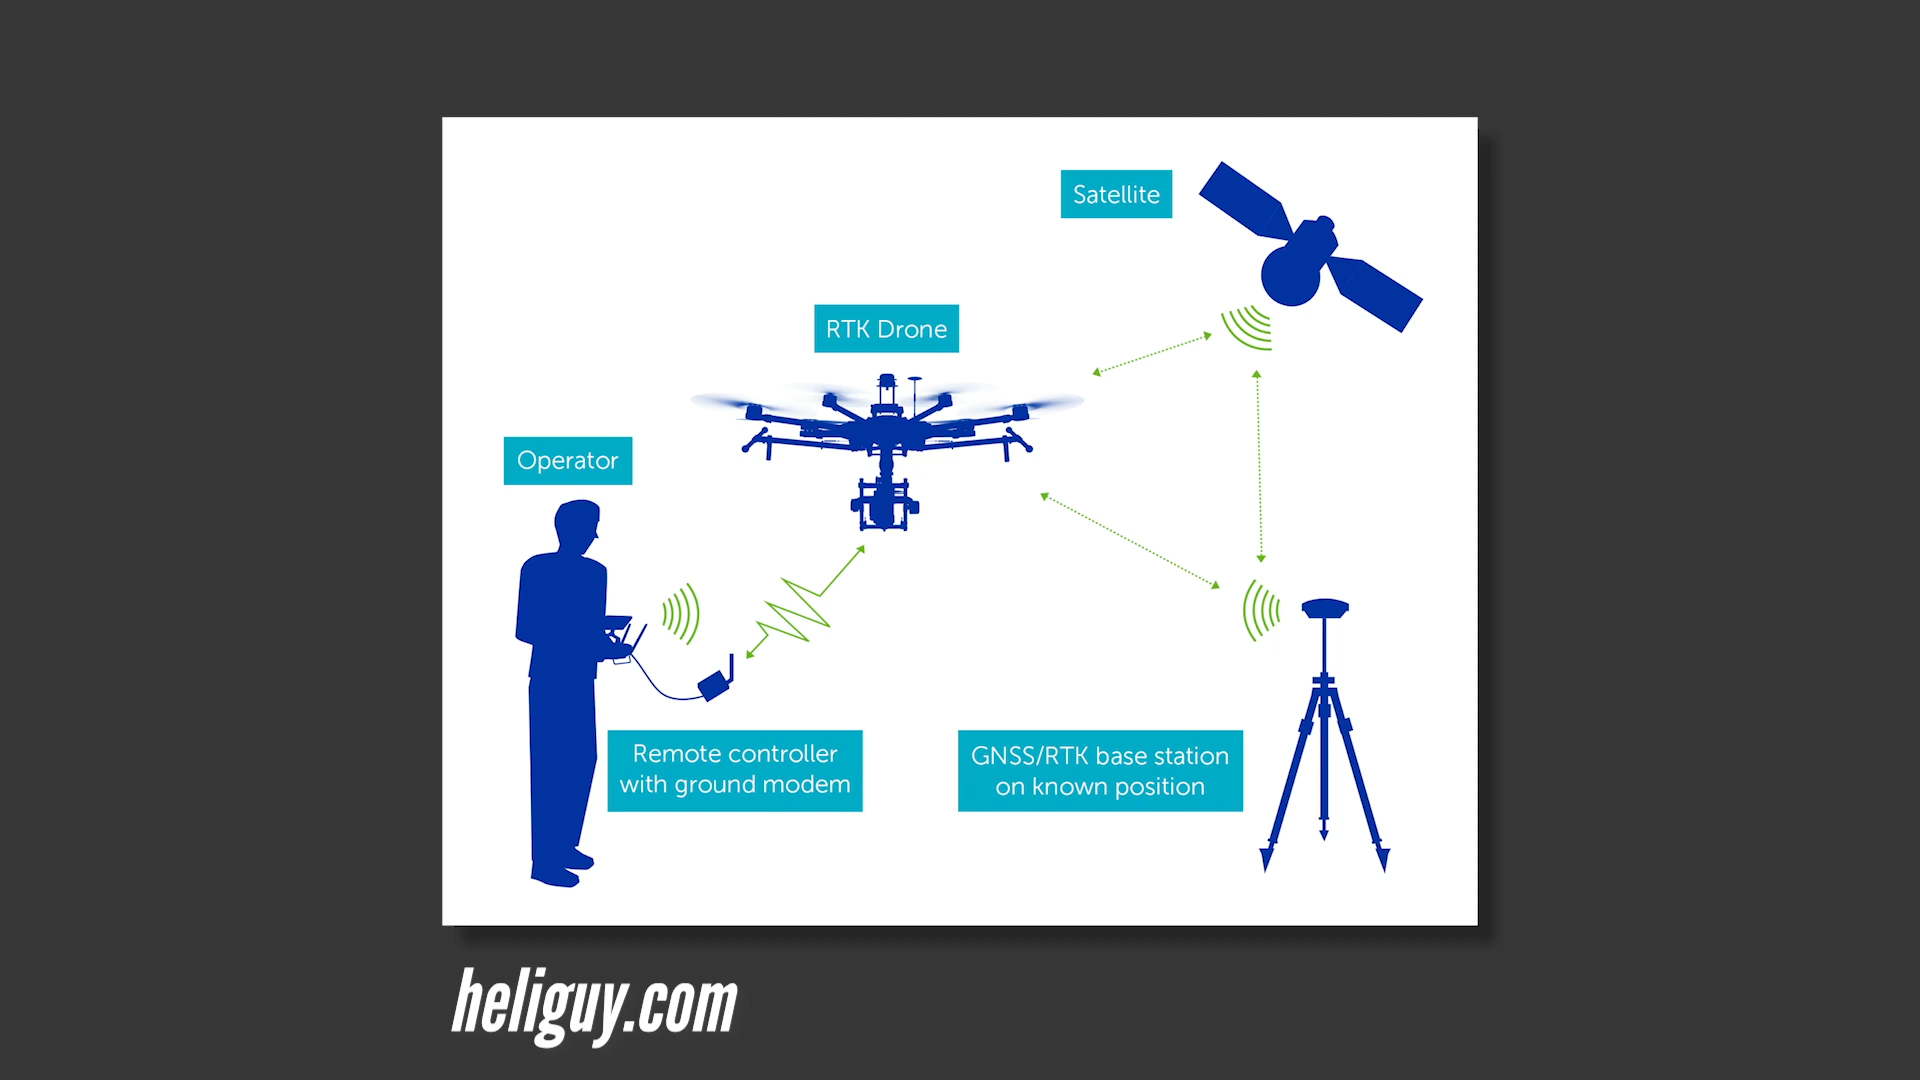 Satellite
RTK Drone
Operator
Remote controller
with ground modem
GNSS/RTK base station
on known position
heliguy.com